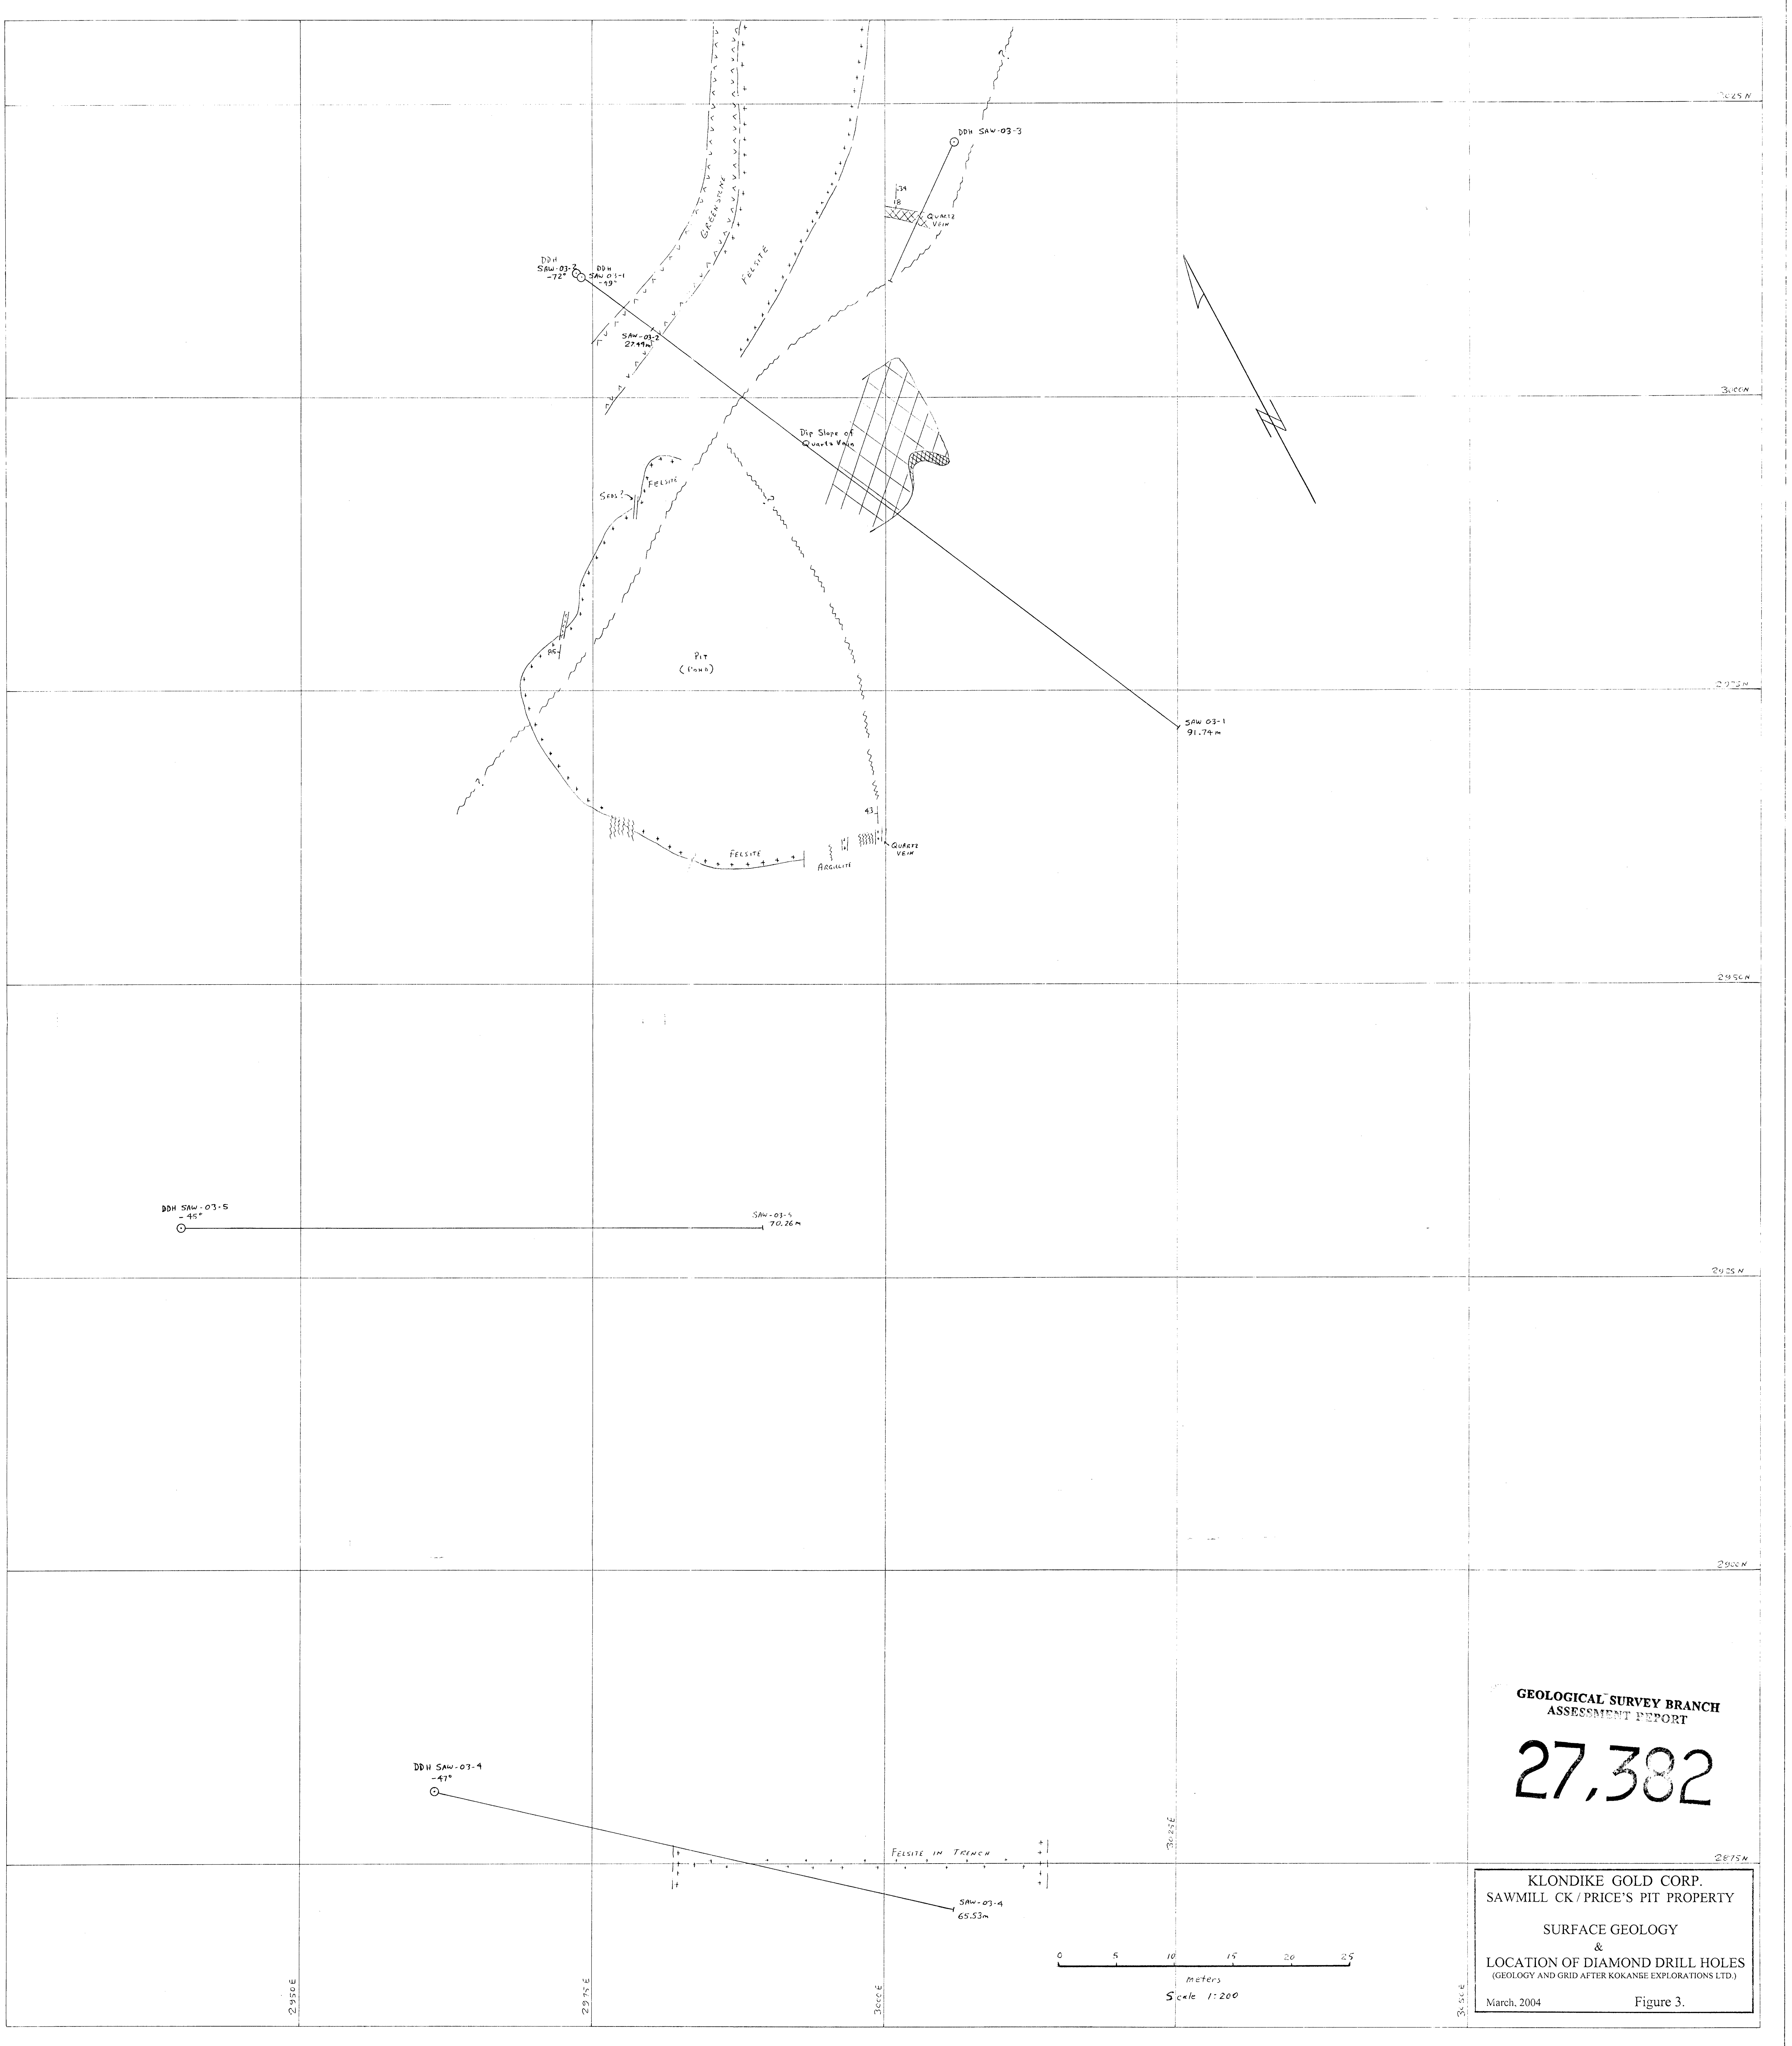 3025 N
?
DDH SAW-03-3
34
8
QUARTZ
VEIN
GREENSTONE
FELSITE
DDH
SAW-03-2
-72°
DDH
SAW 03-1
-49°
SAW-03-2
27.49m
N
3000N
Dip Slope of
Quartz Vein
FELSITE
SEDS?
?
85
PIT
(POND)
2975N
SAW 03-1
91.74m
?
43
QUARTZ
VEIN
FELSITE
ARGILLITE
2950N
DDH SAW-03-5
-45°
SAW-03-5
70.26m
2925N
2900N
GEOLOGICAL SURVEY BRANCH
ASSESSMENT REPORT
27,382
DDH SAW-03-4
-47°
FELSITE IN TRENCH
SAW-03-4
65.53m
2875N
2950E
2975E
3000E
3025E
3050E
0 5 10 15 20 25
meters
Scale 1:200
KLONDIKE GOLD CORP.
SAWMILL CK / PRICE'S PIT PROPERTY
SURFACE GEOLOGY
&
LOCATION OF DIAMOND DRILL HOLES
(GEOLOGY AND GRID AFTER KOKANEE EXPLORATIONS LTD.)
March, 2004 Figure 3.